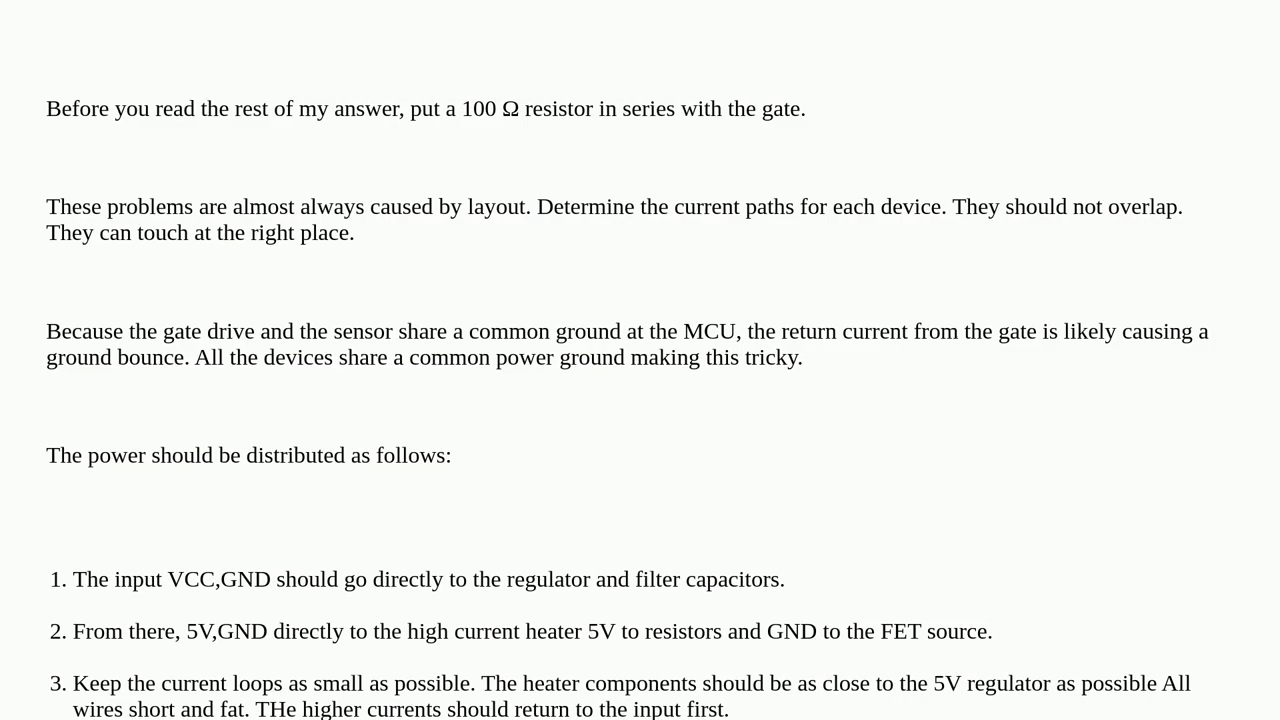 Before you read the rest of my answer, put a 100 Ω resistor in series with the gate.
These problems are almost always caused by layout. Determine the current paths for each device. They should not overlap.
They can touch at the right place.
Because the gate drive and the sensor share a common ground at the MCU, the return current from the gate is likely causing a
ground bounce. All the devices share a common power ground making this tricky.
The power should be distributed as follows:
1. The input VCC,GND should go directly to the regulator and filter capacitors.
2. From there, 5V,GND directly to the high current heater 5V to resistors and GND to the FET source.
3. Keep the current loops as small as possible. The heater components should be as close to the 5V regulator as possible All
wires short and fat. THe higher currents should return to the input first.